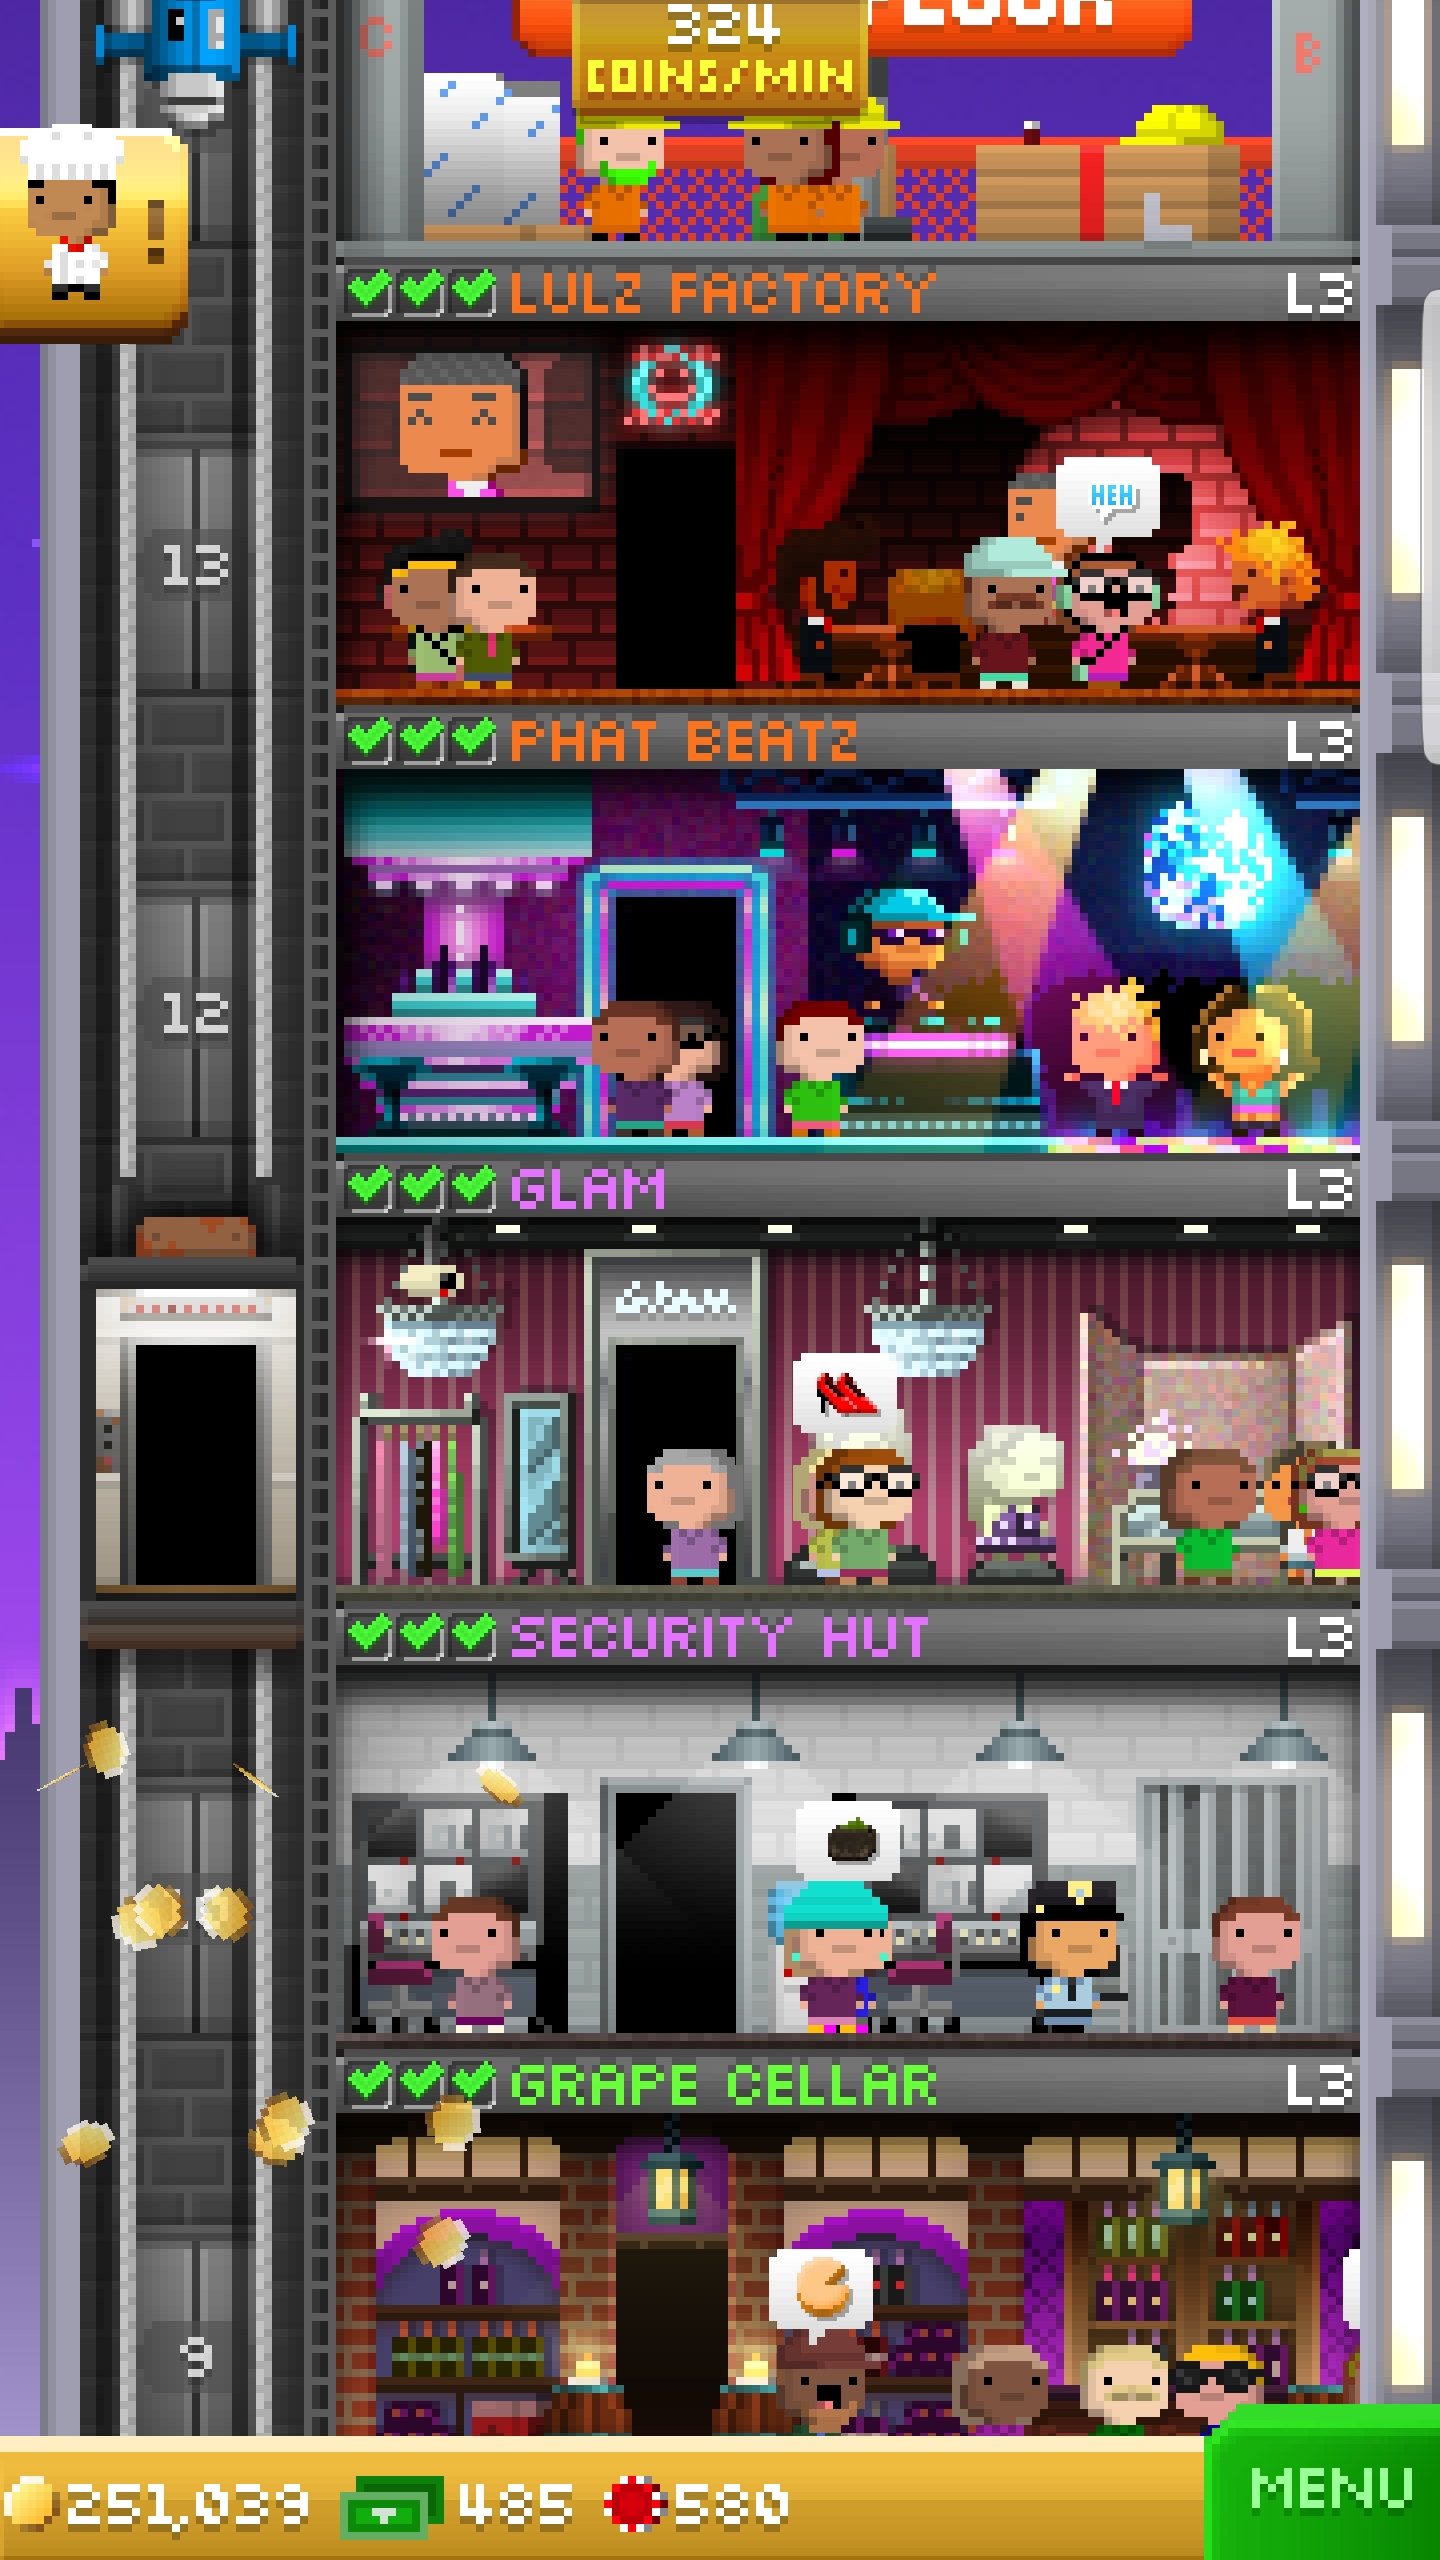 324
COINS/MIN
C
B
LULZ FACTORY L3
HEH
13
PHAT BEATZ L3
12
GLAM L3
Glam
SECURITY HUT L3
GRAPE CELLAR L3
9
251,039 485 580
MENU